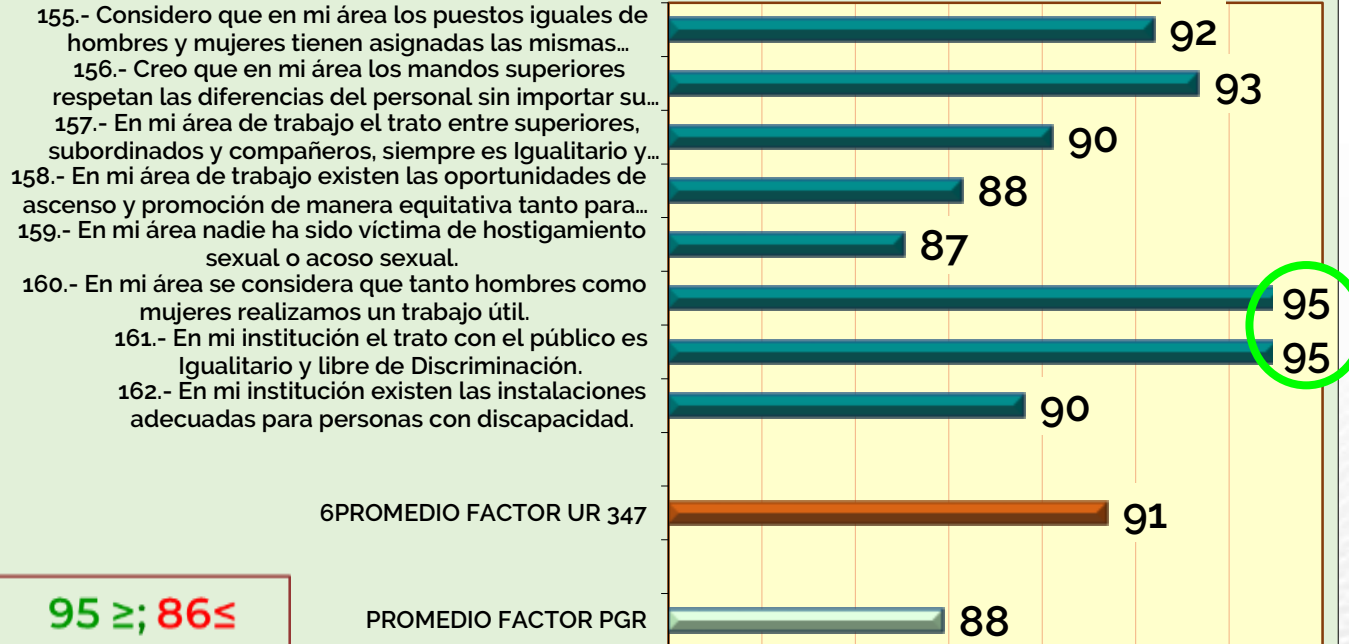 155.- Considero que en mi área los puestos iguales de
hombres y mujeres tienen asignadas las mismas…
92
156.- Creo que en mi área los mandos superiores
respetan las diferencias del personal sin importar su…
93
157.- En mi área de trabajo el trato entre superiores,
subordinados y compañeros, siempre es Igualitario y…
90
158.- En mi área de trabajo existen las oportunidades de
ascenso y promoción de manera equitativa tanto para…
88
159.- En mi área nadie ha sido víctima de hostigamiento
sexual o acoso sexual.
87
160.- En mi área se considera que tanto hombres como
mujeres realizamos un trabajo útil.
95
161.- En mi institución el trato con el público es
Igualitario y libre de Discriminación.
95
162.- En mi institución existen las instalaciones
adecuadas para personas con discapacidad.
90
6PROMEDIO FACTOR UR 347
91
PROMEDIO FACTOR PGR
88
95 ≥; 86≤